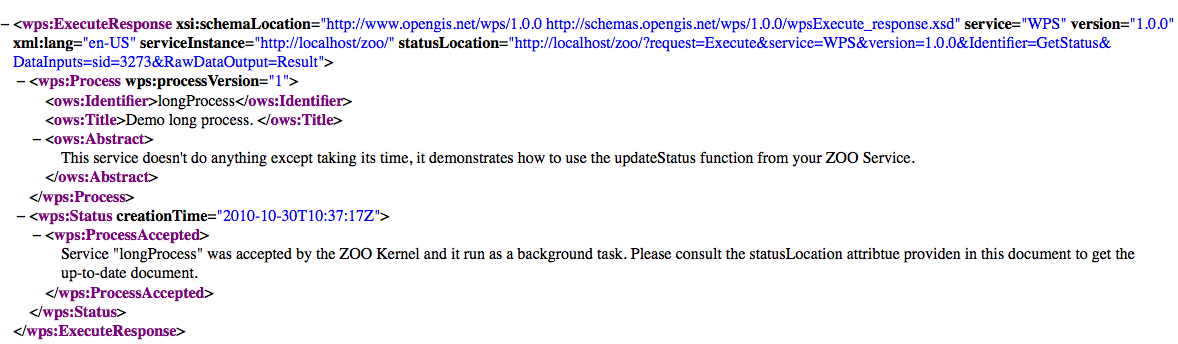 − <wps:ExecuteResponse xsi:schemaLocation="http://www.opengis.net/wps/1.0.0 http://schemas.opengis.net/wps/1.0.0/wpsExecute_response.xsd" service="WPS" version="1.0.0"
xml:lang="en-US" serviceInstance="http://localhost/zoo/" statusLocation="http://localhost/zoo/?request=Execute&service=WPS&version=1.0.0&Identifier=GetStatus&
DataInputs=sid=3273&RawDataOutput=Result">
− <wps:Process wps:processVersion="1">
<ows:Identifier>longProcess</ows:Identifier>
<ows:Title>Demo long process. </ows:Title>
− <ows:Abstract>
This service doesn't do anything except taking its time, it demonstrates how to use the updateStatus function from your ZOO Service.
</ows:Abstract>
</wps:Process>
− <wps:Status creationTime="2010-10-30T10:37:17Z">
− <wps:ProcessAccepted>
Service "longProcess" was accepted by the ZOO Kernel and it run as a background task. Please consult the statusLocation attribtue providen in this document to get the
up-to-date document.
</wps:ProcessAccepted>
</wps:Status>
</wps:ExecuteResponse>